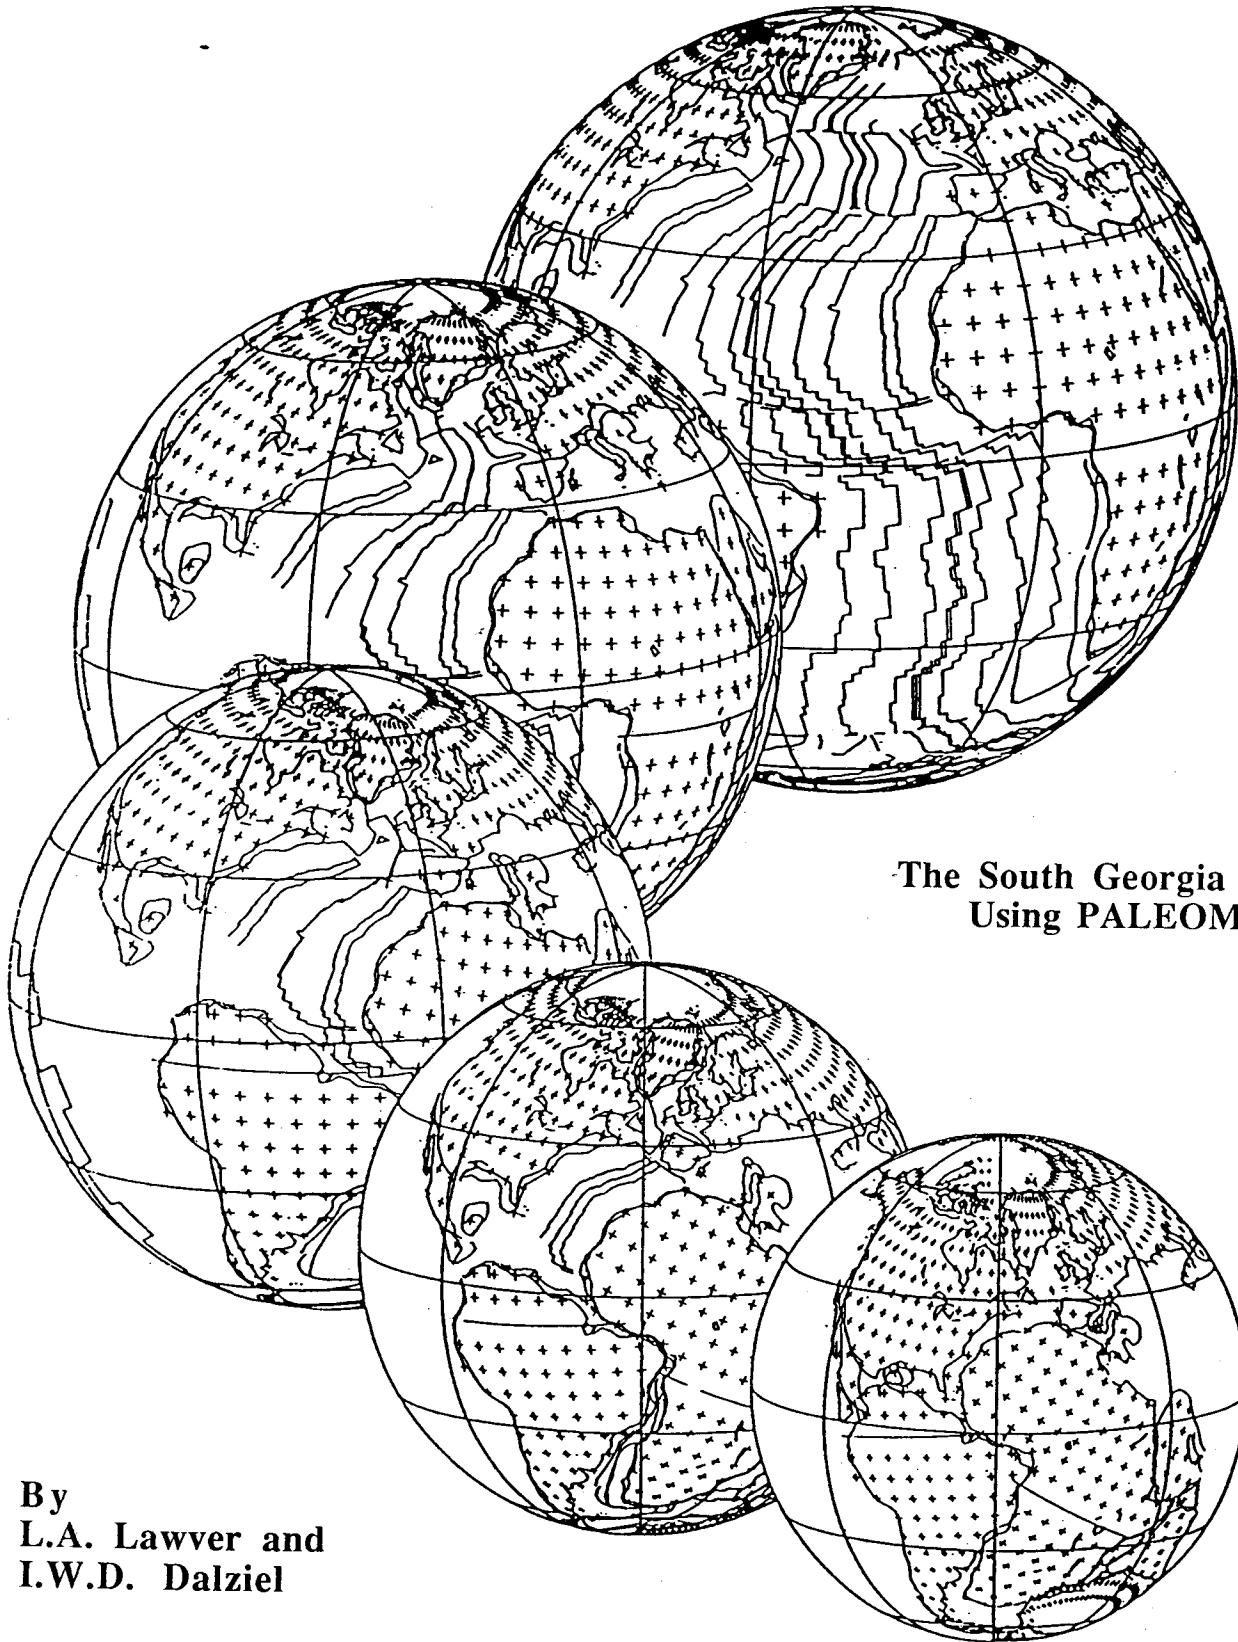 The South Georgia
Using PALEOM
By
L.A. Lawver and
I.W.D. Dalziel